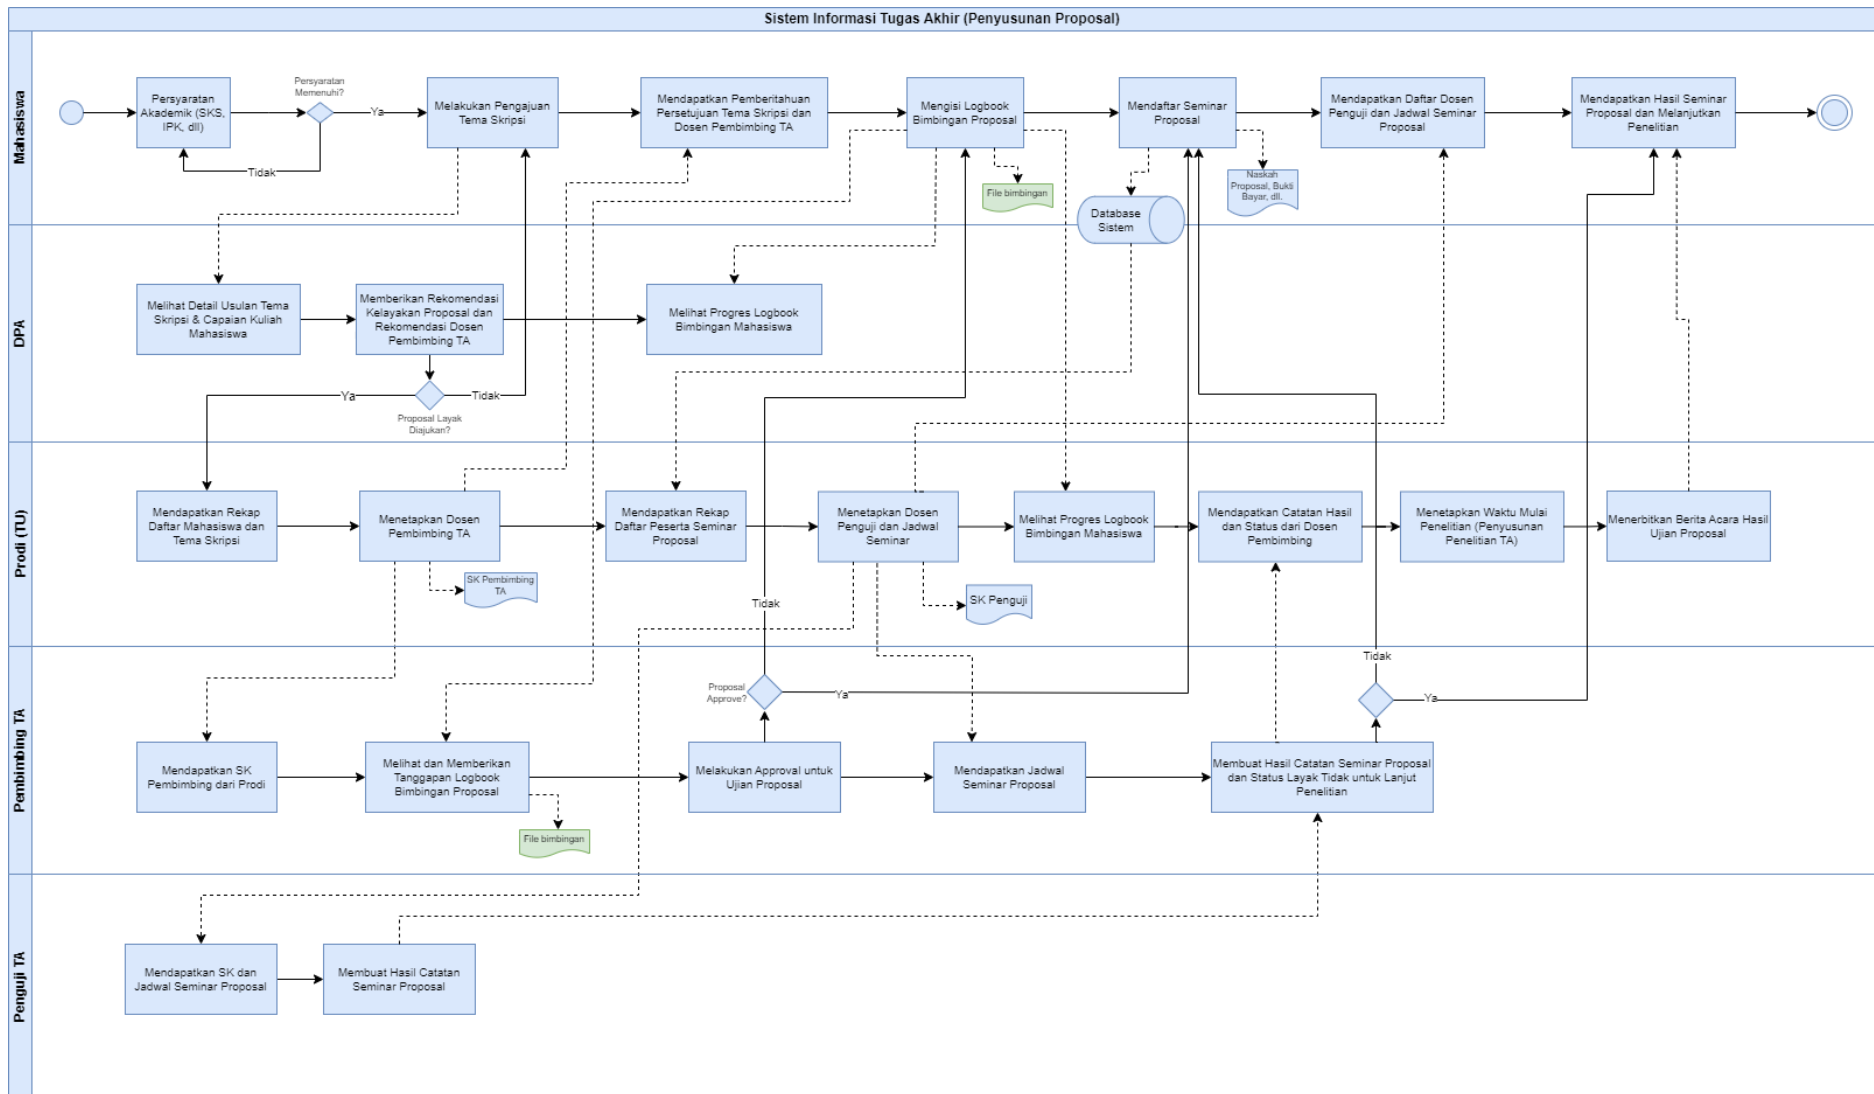 Sistem Informasi Tugas Akhir (Penyusunan Proposal)
Mahasiswa
Persyaratan
Akademik (SKS,
IPK, dll)
Persyaratan
Memenuhi?
Ya
Tidak
Melakukan Pengajuan
Tema Skripsi
Mendapatkan Pemberitahuan
Persetujuan Tema Skripsi dan
Dosen Pembimbing TA
Mengisi Logbook
Bimbingan Proposal
File bimbingan
Mendaftar Seminar
Proposal
Naskah
Proposal, Bukti
Bayar, dll.
Database
Sistem
Mendapatkan Daftar Dosen
Penguji dan Jadwal Seminar
Proposal
Mendapatkan Hasil Seminar
Proposal dan Melanjutkan
Penelitian
DPA
Melihat Detail Usulan Tema
Skripsi & Capaian Kuliah
Mahasiswa
Memberikan Rekomendasi
Kelayakan Proposal dan
Rekomendasi Dosen
Pembimbing TA
Melihat Progres Logbook
Bimbingan Mahasiswa
Ya
Tidak
Proposal Layak
Diajukan?
Prodi (TU)
Mendapatkan Rekap
Daftar Mahasiswa dan
Tema Skripsi
Menetapkan Dosen
Pembimbing TA
SK Pembimbing
TA
Mendapatkan Rekap
Daftar Peserta Seminar
Proposal
Menetapkan Dosen
Penguji dan Jadwal
Seminar
SK Penguji
Melihat Progres Logbook
Bimbingan Mahasiswa
Mendapatkan Catatan Hasil
dan Status dari Dosen
Pembimbing
Menetapkan Waktu Mulai
Penelitian (Penyusunan
Penelitian TA)
Menerbitkan Berita Acara Hasil
Ujian Proposal
Tidak
Pembimbing TA
Proposal
Approve?
Ya
Tidak
Ya
Mendapatkan SK
Pembimbing dari Prodi
Melihat dan Memberikan
Tanggapan Logbook
Bimbingan Proposal
File bimbingan
Melakukan Approval untuk
Ujian Proposal
Mendapatkan Jadwal
Seminar Proposal
Membuat Hasil Catatan Seminar Proposal
dan Status Layak Tidak untuk Lanjut
Penelitian
Penguji TA
Mendapatkan SK dan
Jadwal Seminar Proposal
Membuat Hasil Catatan
Seminar Proposal